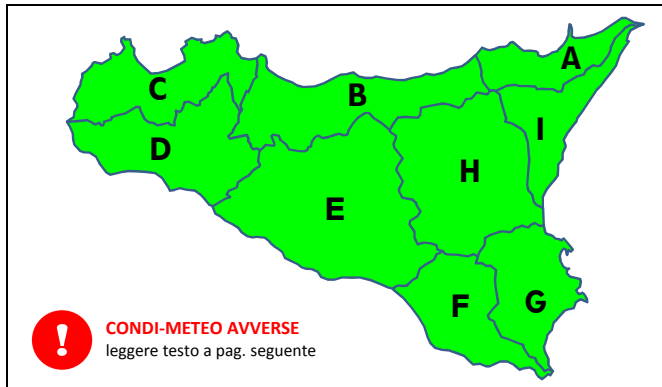 A
C
B
I
D
H
E
F
G
!
CONDI-METEO AVVERSE
leggere testo a pag. seguente